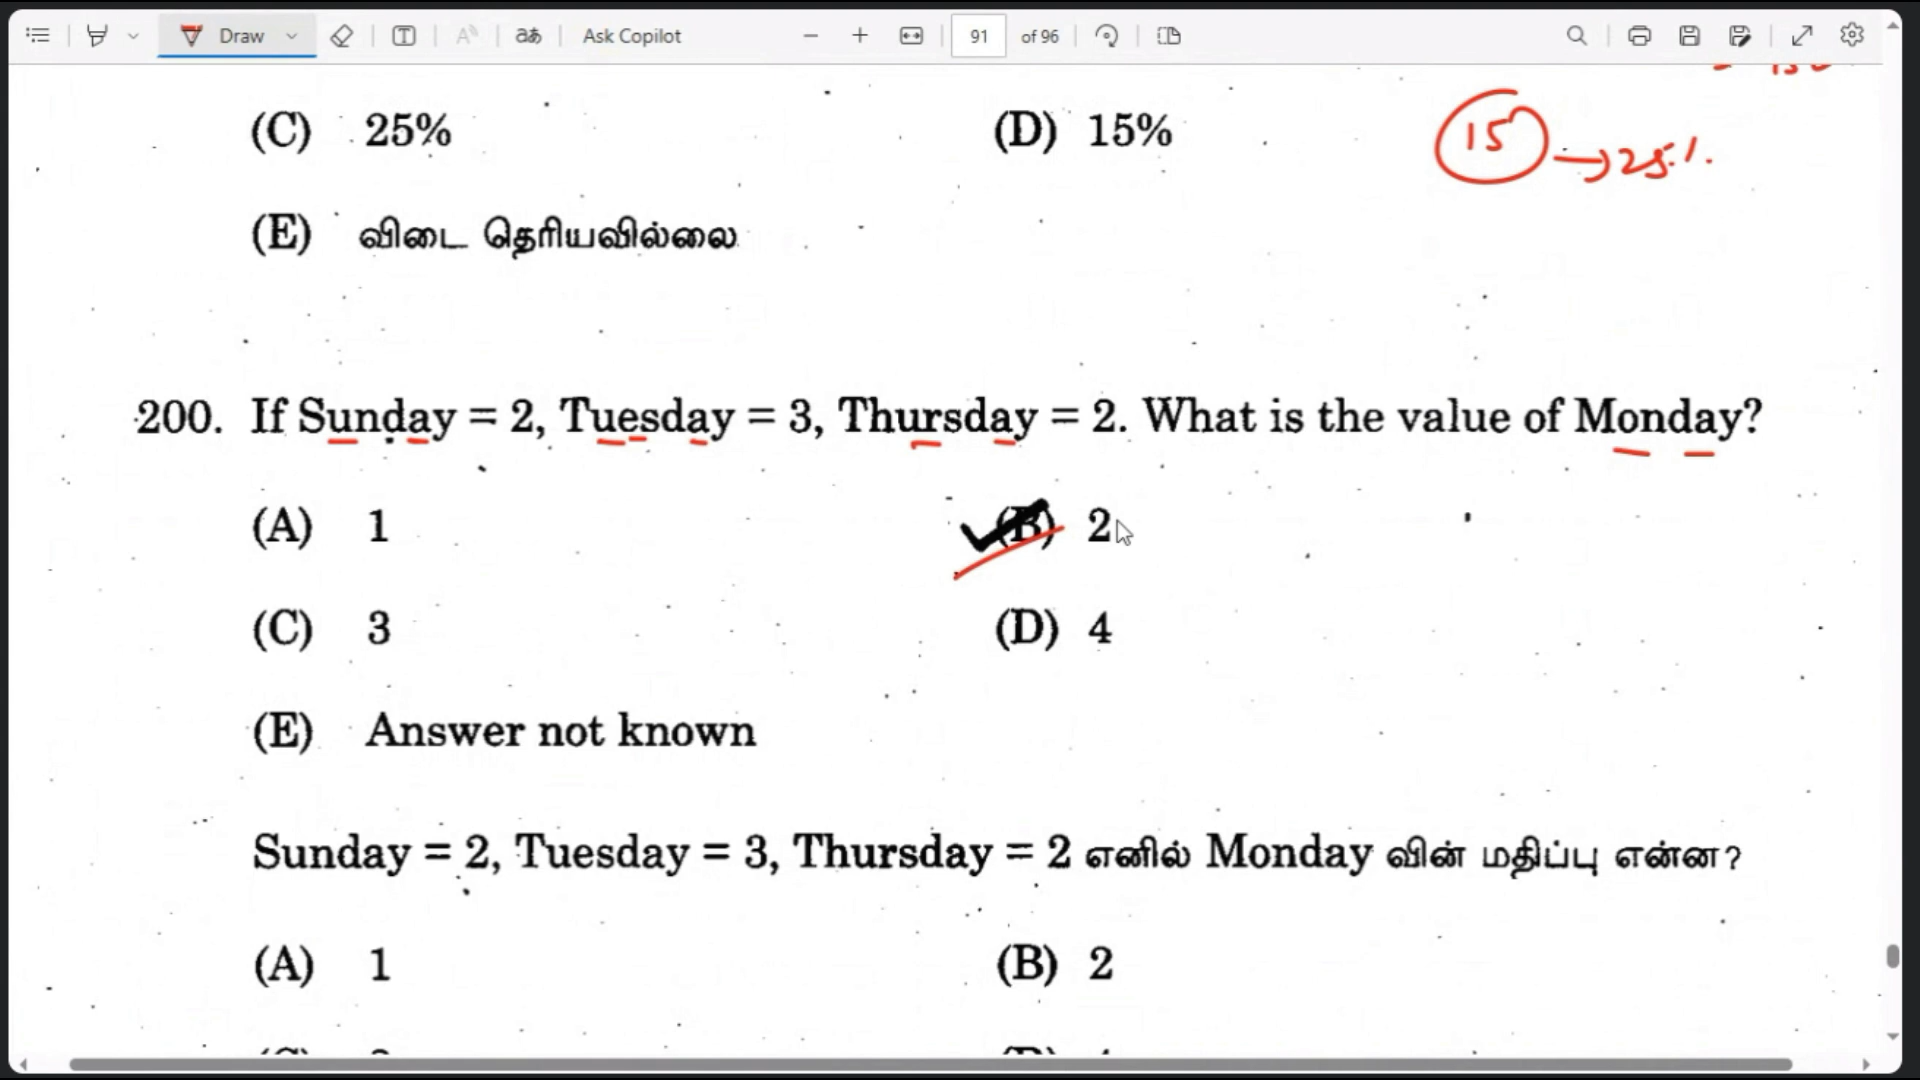 Draw
Ask Copilot
91 of 96
(C) 25% (D) 15%
15 → 25%.
(E) விடை தெரியவில்லை
200. If Sunday = 2, Tuesday = 3, Thursday = 2. What is the value of Monday?
(A) 1 (B) 2
(C) 3 (D) 4
(E) Answer not known
Sunday = 2, Tuesday = 3, Thursday = 2 எனில் Monday வின் மதிப்பு என்ன?
(A) 1 (B) 2